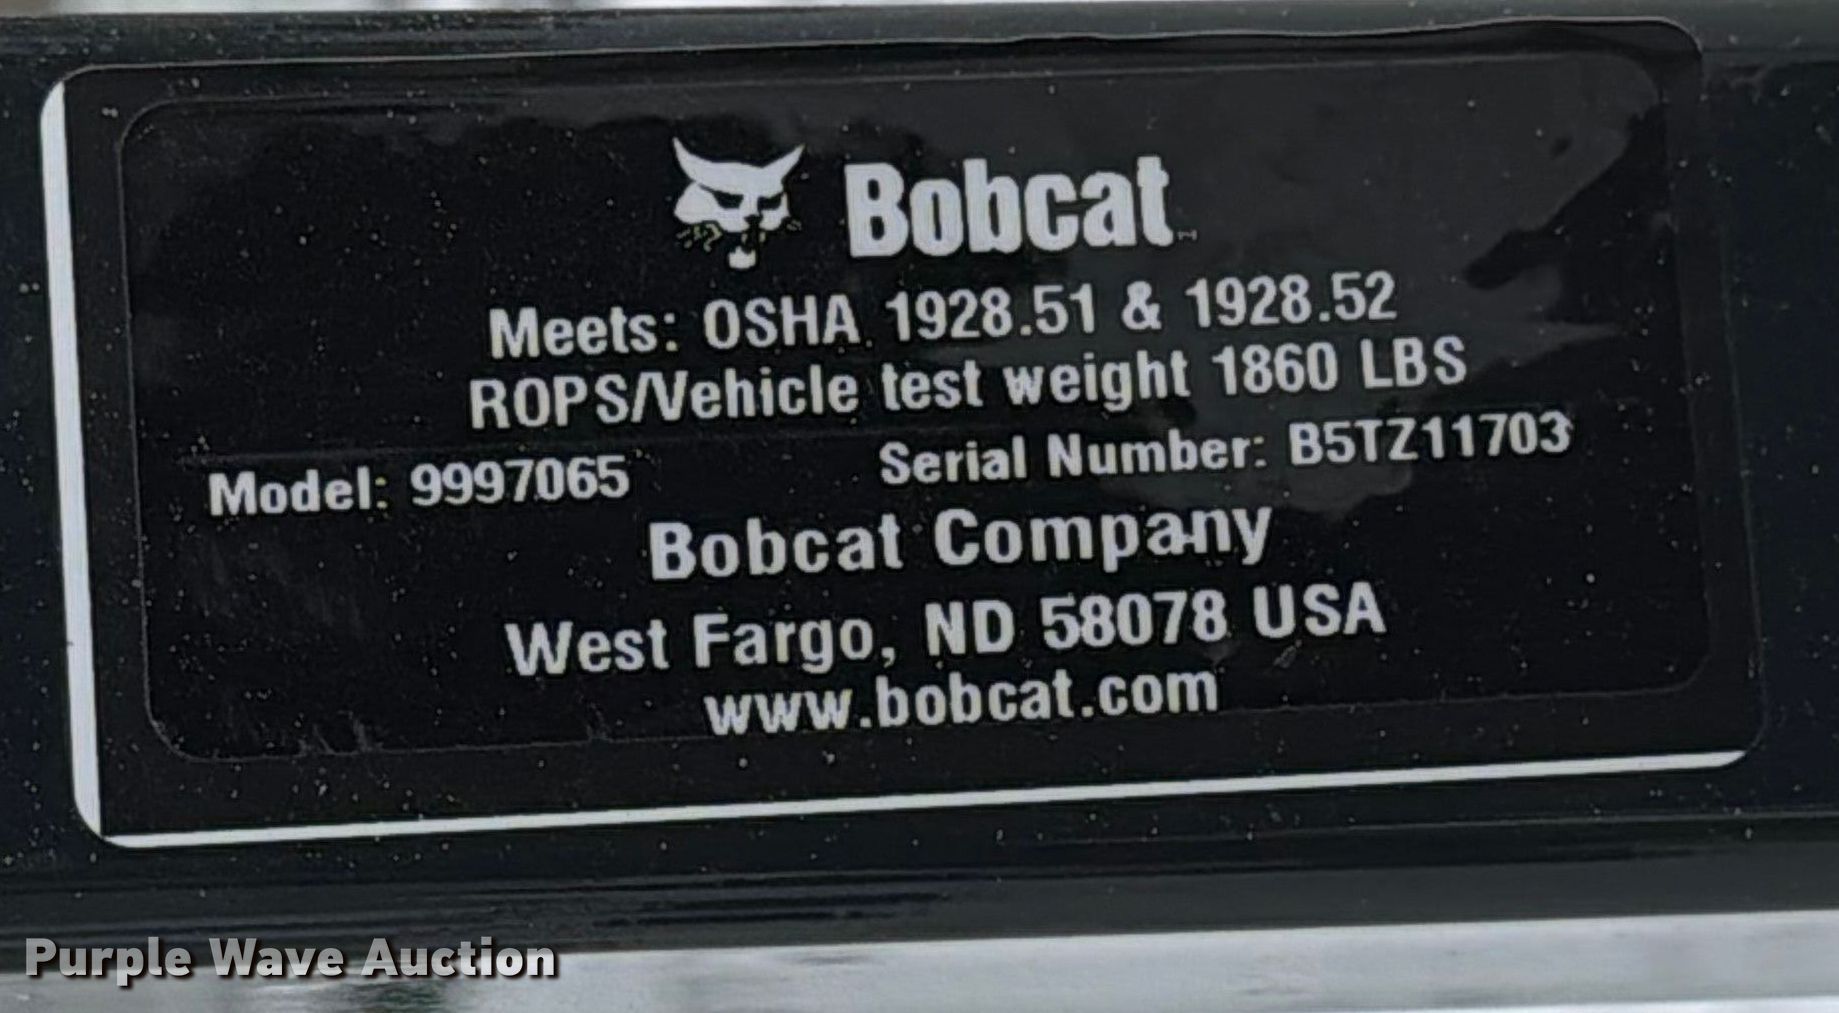 Bobcat
Meets: OSHA 1928.51 & 1928.52
ROPS/Vehicle test weight 1860 LBS
Model: 9997065 Serial Number: B5TZ11703
Bobcat Company
West Fargo, ND 58078 USA
www.bobcat.com
Purple Wave Auction